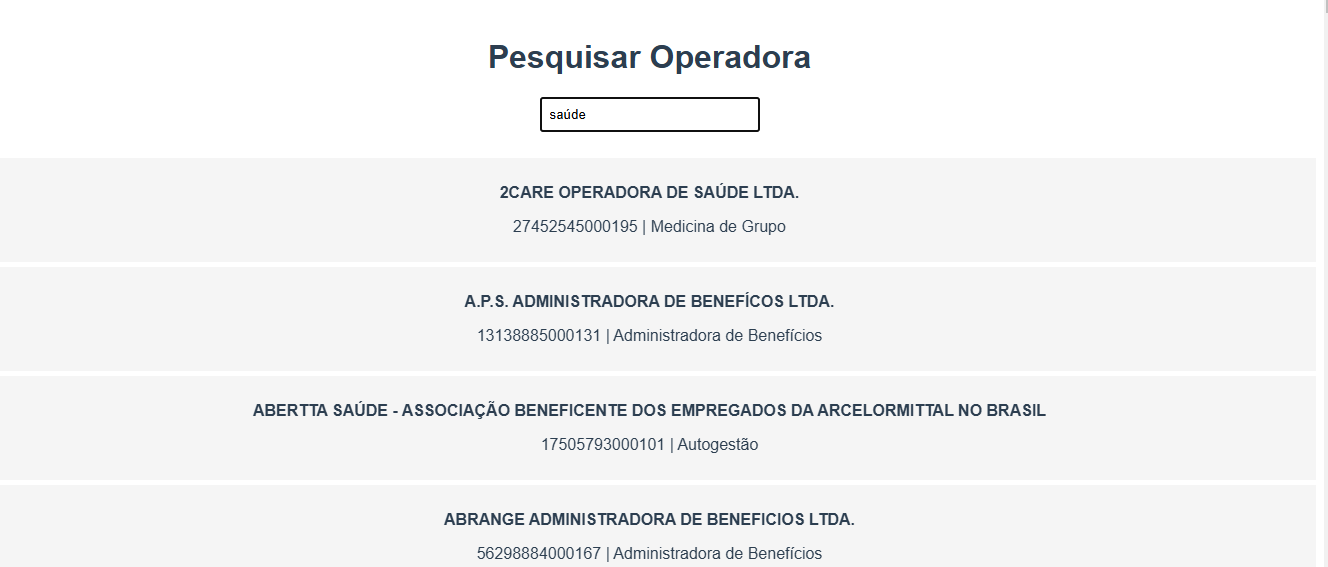 Pesquisar Operadora
saúde
2CARE OPERADORA DE SAÚDE LTDA.
27452545000195 | Medicina de Grupo
A.P.S. ADMINISTRADORA DE BENEFÍCOS LTDA.
13138885000131 | Administradora de Benefícios
ABERTTA SAÚDE - ASSOCIAÇÃO BENEFICENTE DOS EMPREGADOS DA ARCELORMITTAL NO BRASIL
17505793000101 | Autogestão
ABRANGE ADMINISTRADORA DE BENEFICIOS LTDA.
56298884000167 | Administradora de Benefícios